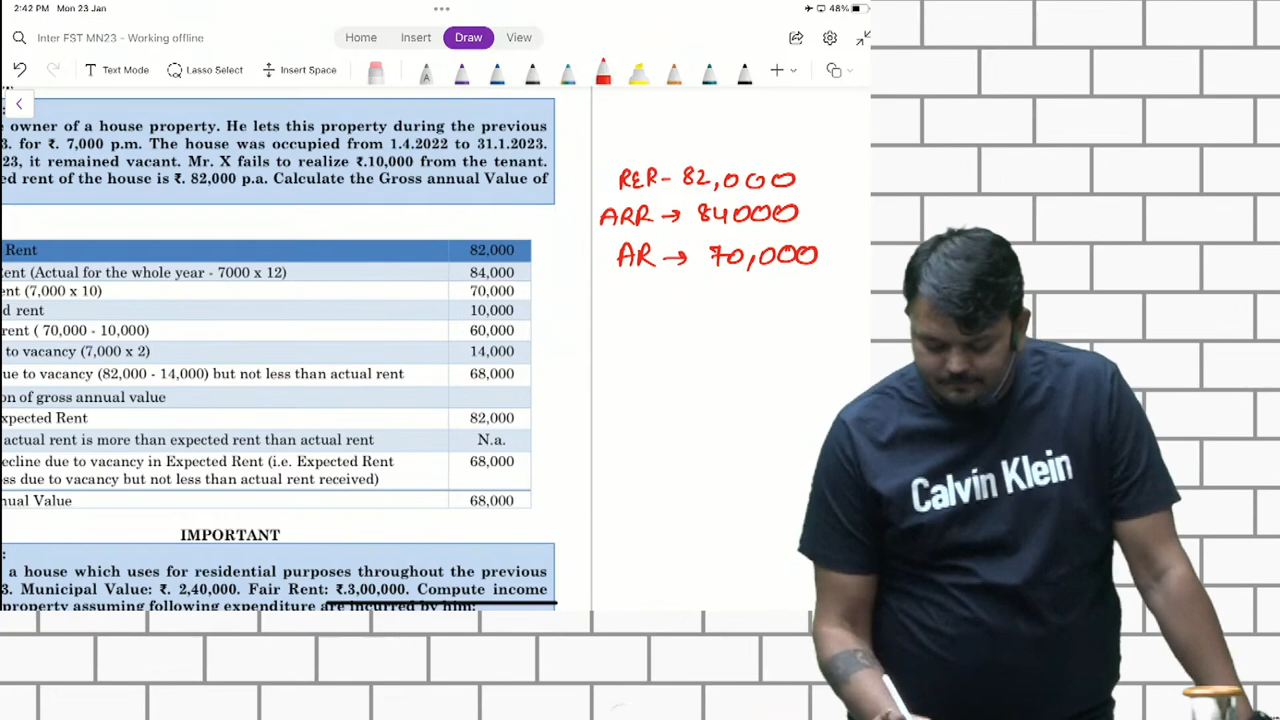 2:42 PM Mon 23 Jan
48%
Inter FST MN23 - Working offline
Home Insert Draw View
Text Mode Lasso Select Insert Space
owner of a house property. He lets this property during the previous
3. for ₹. 7,000 p.m. The house was occupied from 1.4.2022 to 31.1.2023.
23, it remained vacant. Mr. X fails to realize ₹.10,000 from the tenant.
ed rent of the house is ₹. 82,000 p.a. Calculate the Gross annual Value of
Rent 82,000
ent (Actual for the whole year - 7000 x 12) 84,000
ent (7,000 x 10) 70,000
d rent 10,000
rent ( 70,000 - 10,000) 60,000
to vacancy (7,000 x 2) 14,000
ue to vacancy (82,000 - 14,000) but not less than actual rent 68,000
on of gross annual value
xpected Rent 82,000
actual rent is more than expected rent than actual rent N.a.
ecline due to vacancy in Expected Rent (i.e. Expected Rent 68,000
ss due to vacancy but not less than actual rent received)
nual Value 68,000
IMPORTANT
:
a house which uses for residential purposes throughout the previous
3. Municipal Value: ₹. 2,40,000. Fair Rent: ₹.3,00,000. Compute income
property assuming following expenditure are incurred by him:
RER - 82,000
ARR → 84000
AR → 70,000
Calvin Klein